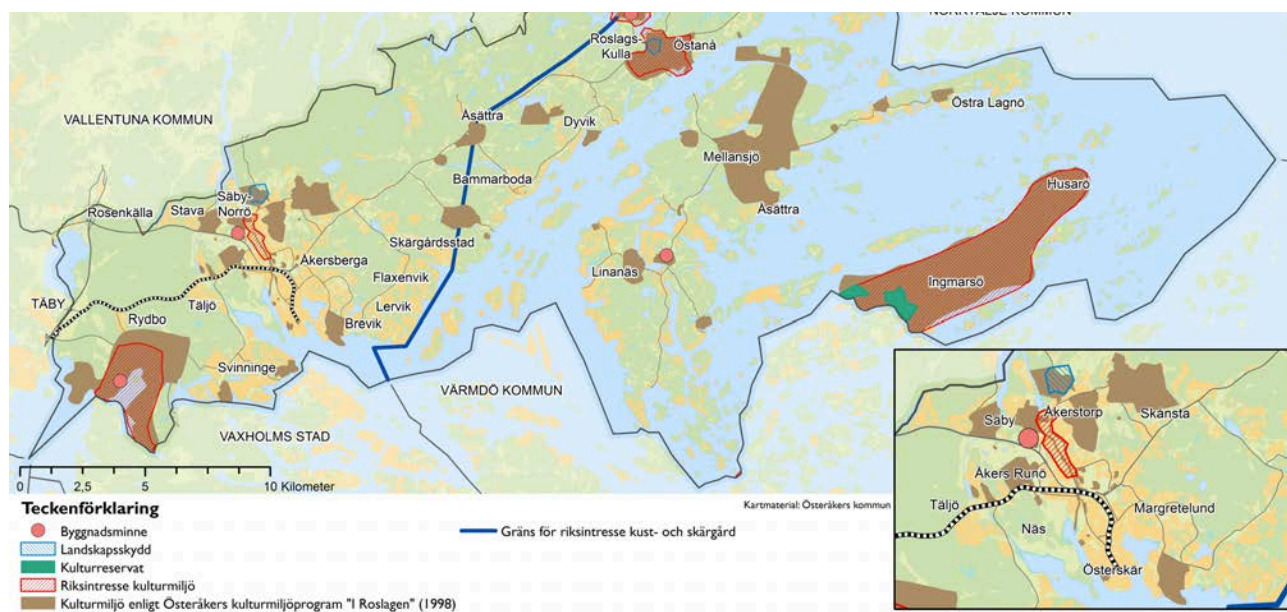 NORRTÄLJE KOMMUN
Roslags-
Kulla
Östanå
VALLENTUNA KOMMUN
Åsättra
Dyvik
Östra Lagnö
Mellansjö
Bammarboda
Husarö
Åsättra
Säby-
Norrö
Stava
Rosenkälla
Skärgårdsstad
Åkersberga
Linanäs
Flaxenvik
Ingmarsö
TÄBY
Täljö
Lervik
Rydbo
Brevik
Svinninge
VÄRMDÖ KOMMUN
VAXHOLMS STAD
0 2,5 5 10 Kilometer
Säby
Åkerstorp
Skånsta
Åkers Runö
Täljö
Näs
Margretelund
Österskär
Kartmaterial: Österåkers kommun
Teckenförklaring
Byggnadsminne
Landskapsskydd
Kulturreservat
Riksintresse kulturmiljö
Kulturmiljö enligt Österåkers kulturmiljöprogram "I Roslagen" (1998)
Gräns för riksintresse kust- och skärgård